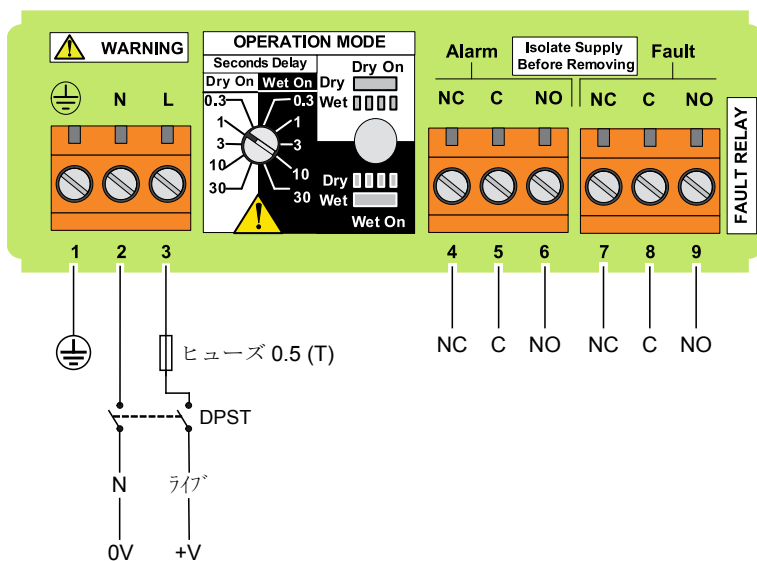 WARNING
N L
OPERATION MODE
Seconds Delay
Dry On Wet On
0.3 0.3
1 1
3 3
10 10
30 30
Dry On
Dry
Wet
Dry
Wet
Wet On
Alarm
Isolate Supply
Before Removing
Fault
NC C NO NC C NO
FAULT RELAY
1 2 3 4 5 6 7 8 9
NC C NO NC C NO
ヒューズ 0.5 (T)
DPST
N ライブ
0V +V